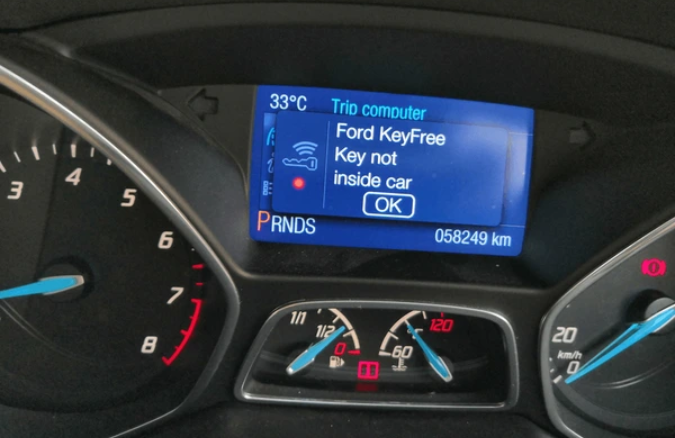 33°C Trip computer
Ford KeyFree
Key not
inside car
OK
PRNDS 058249 km
3
4
5
6
7
8
1/1
1/2
0
120
60
20
km/h
0